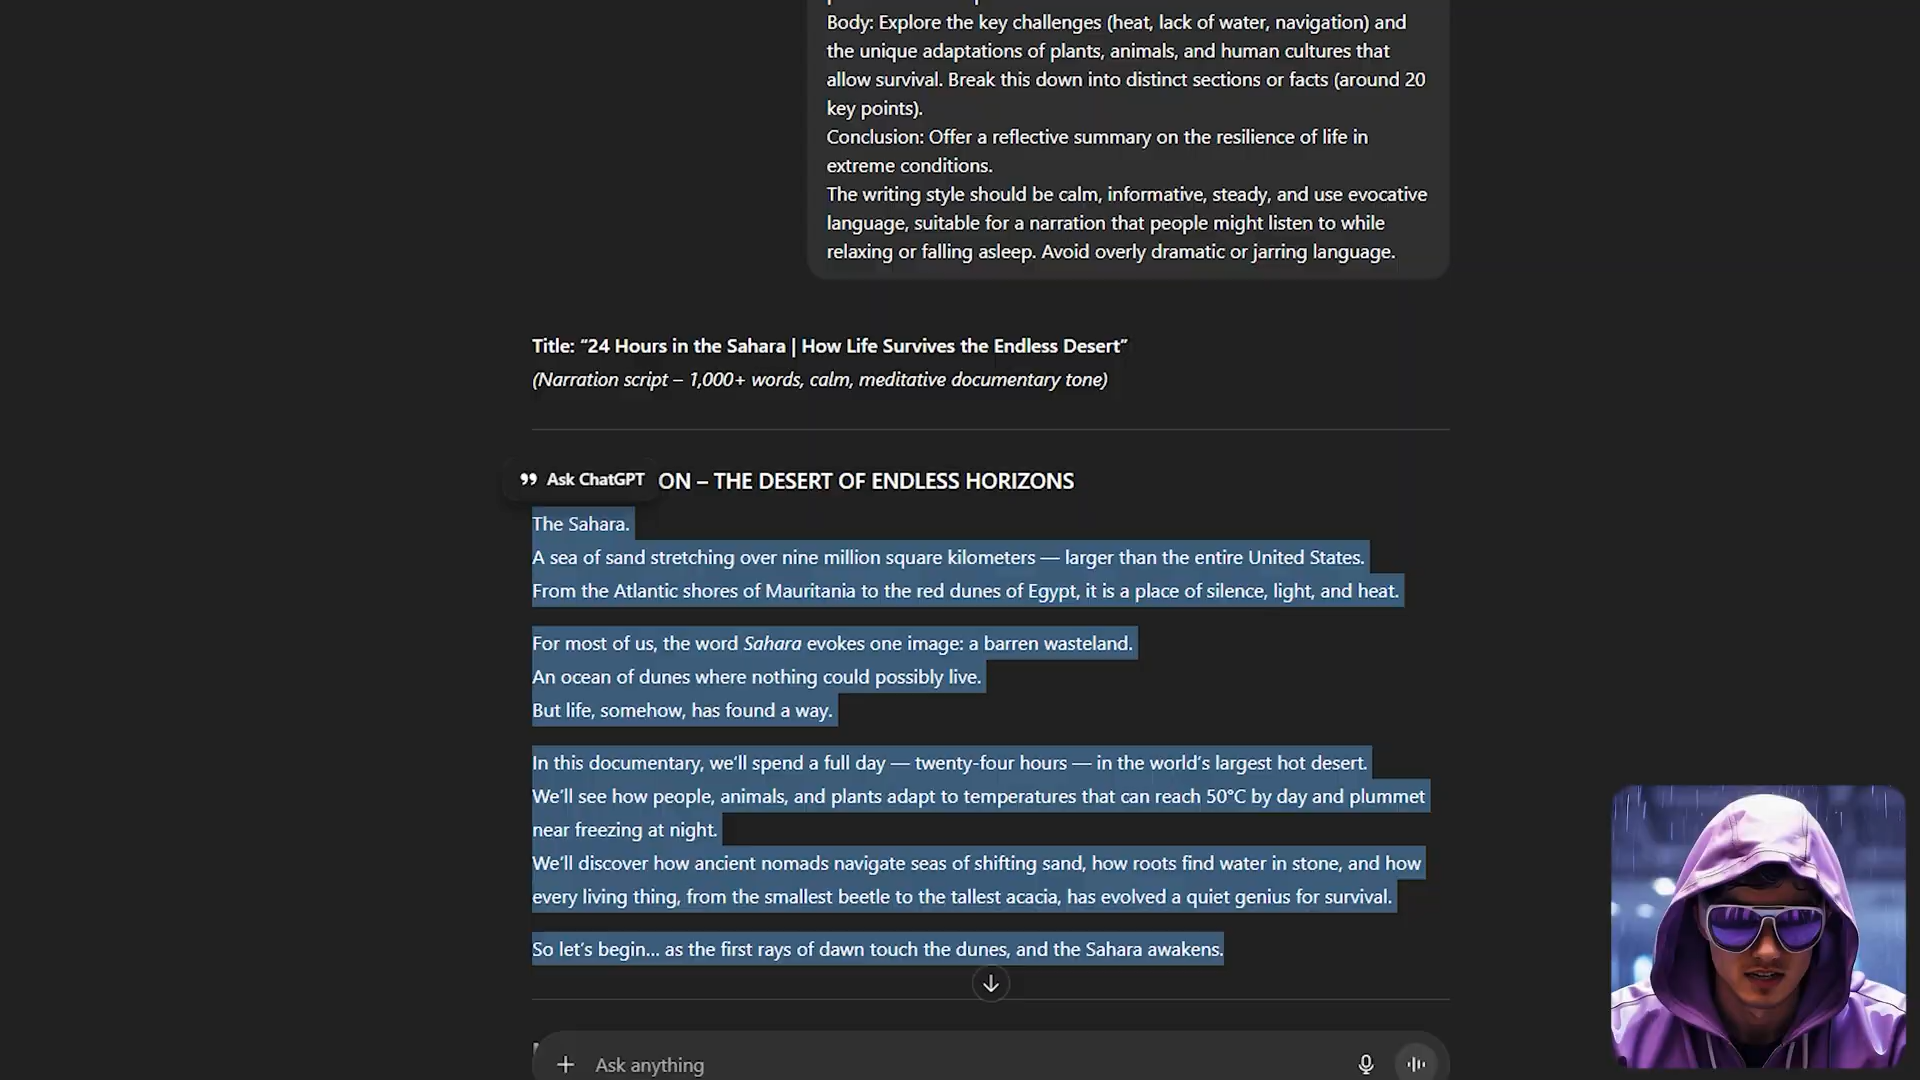 Body: Explore the key challenges (heat, lack of water, navigation) and
the unique adaptations of plants, animals, and human cultures that
allow survival. Break this down into distinct sections or facts (around 20
key points).
Conclusion: Offer a reflective summary on the resilience of life in
extreme conditions.
The writing style should be calm, informative, steady, and use evocative
language, suitable for a narration that people might listen to while
relaxing or falling asleep. Avoid overly dramatic or jarring language.
Title: “24 Hours in the Sahara | How Life Survives the Endless Desert”
(Narration script – 1,000+ words, calm, meditative documentary tone)
Ask ChatGPT
ON – THE DESERT OF ENDLESS HORIZONS
The Sahara.
A sea of sand stretching over nine million square kilometers — larger than the entire United States.
From the Atlantic shores of Mauritania to the red dunes of Egypt, it is a place of silence, light, and heat.
For most of us, the word Sahara evokes one image: a barren wasteland.
An ocean of dunes where nothing could possibly live.
But life, somehow, has found a way.
In this documentary, we’ll spend a full day — twenty-four hours — in the world’s largest hot desert.
We’ll see how people, animals, and plants adapt to temperatures that can reach 50°C by day and plummet
near freezing at night.
We’ll discover how ancient nomads navigate seas of shifting sand, how roots find water in stone, and how
every living thing, from the smallest beetle to the tallest acacia, has evolved a quiet genius for survival.
So let’s begin… as the first rays of dawn touch the dunes, and the Sahara awakens.
Ask anything